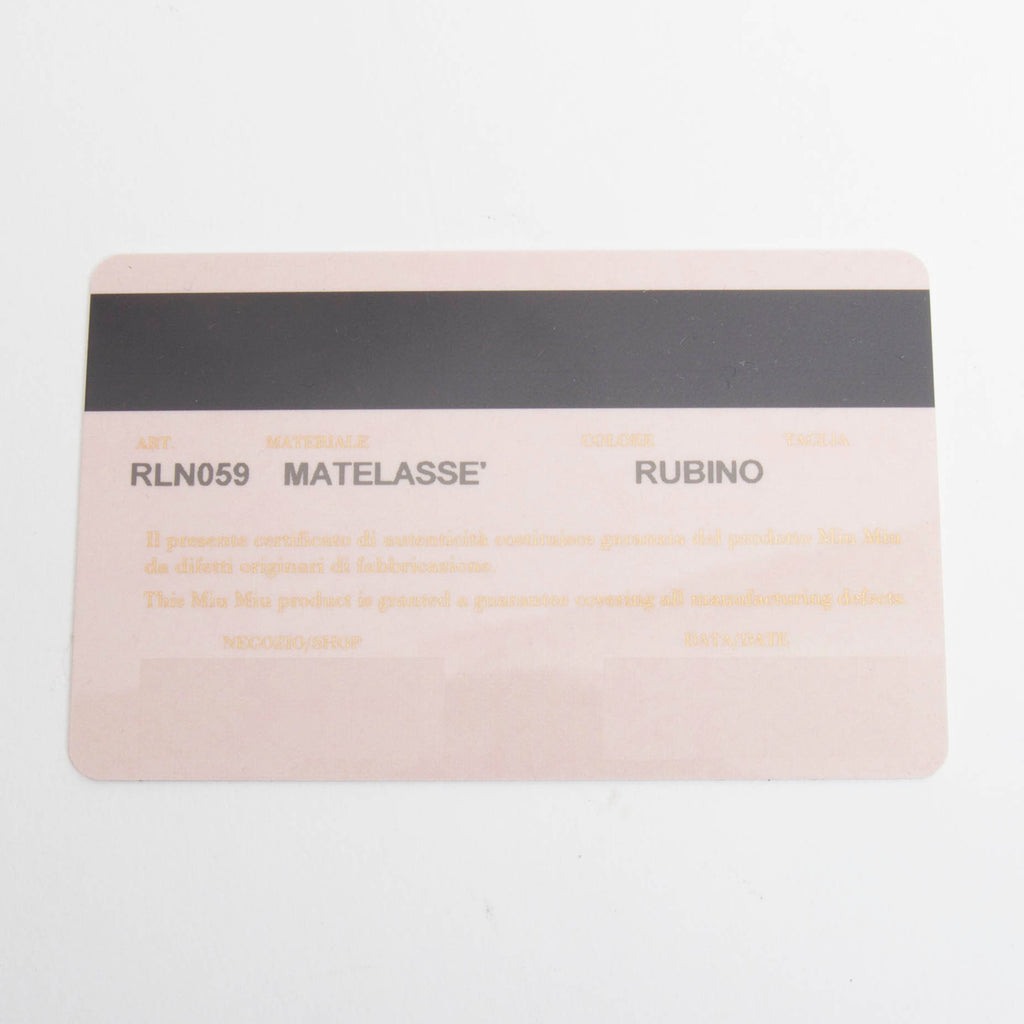 ART. MATERIALE COLORE TAGLIA
RLN059 MATELASSE' RUBINO
Il presente certificato di autenticità costituisce garanzia del prodotto Miu Miu
da difetti originari di fabbricazione.
This Miu Miu product is granted a guarantee covering all manufacturing defects.
NEGOZIO/SHOP DATA/DATE